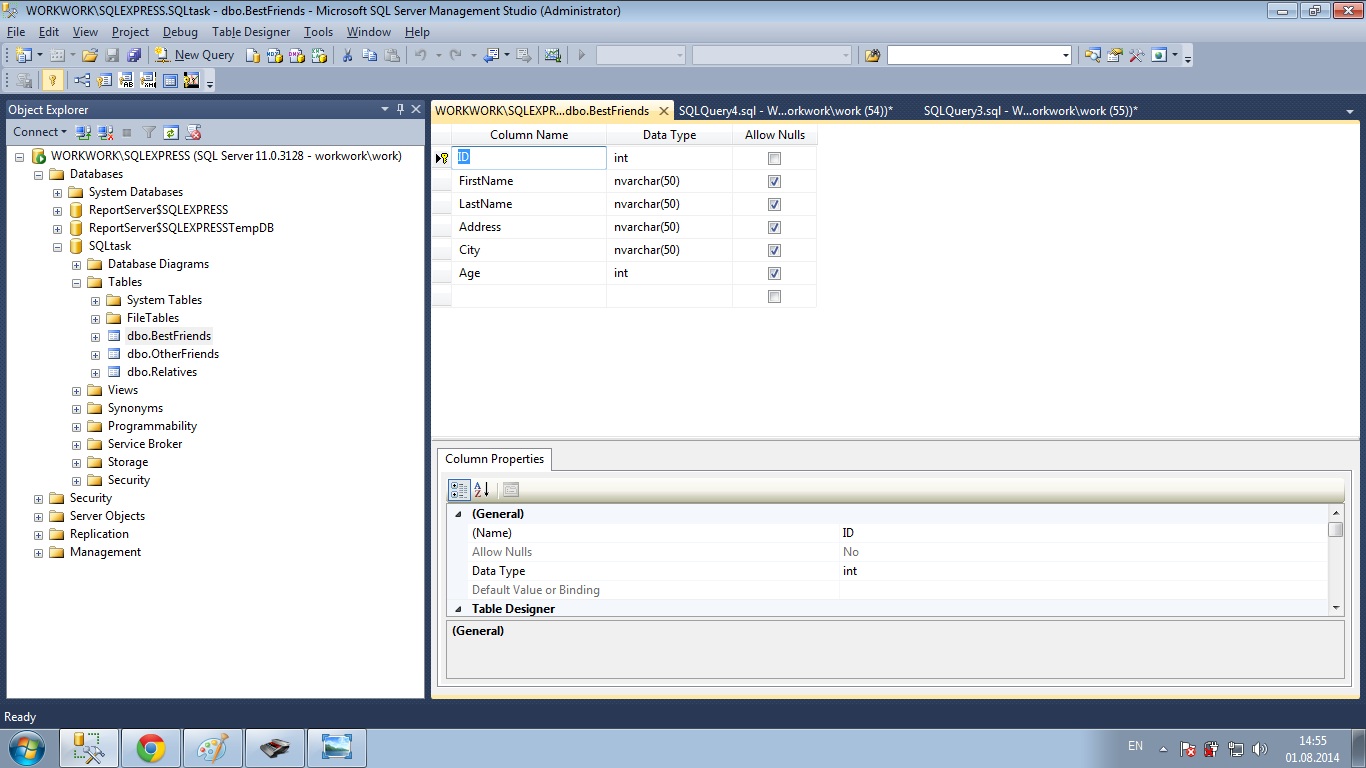 WORKWORK\SQLEXPRESS.SQLtask - dbo.BestFriends - Microsoft SQL Server Management Studio (Administrator)
File Edit View Project Debug Table Designer Tools Window Help
New Query
Object Explorer
Connect
WORKWORK\SQLEXPRESS (SQL Server 11.0.3128 - workwork\work)
Databases
System Databases
ReportServer$SQLEXPRESS
ReportServer$SQLEXPRESSTempDB
SQLtask
Database Diagrams
Tables
System Tables
FileTables
dbo.BestFriends
dbo.OtherFriends
dbo.Relatives
Views
Synonyms
Programmability
Service Broker
Storage
Security
Security
Server Objects
Replication
Management
WORKWORK\SQLEXPR...dbo.BestFriends SQLQuery4.sql - W...orkwork\work (54))* SQLQuery3.sql - W...orkwork\work (55))*
Column Name Data Type Allow Nulls
ID int
FirstName nvarchar(50)
LastName nvarchar(50)
Address nvarchar(50)
City nvarchar(50)
Age int
Column Properties
(General)
(Name) ID
Allow Nulls No
Data Type int
Default Value or Binding
Table Designer
(General)
Ready
EN 14:55
01.08.2014